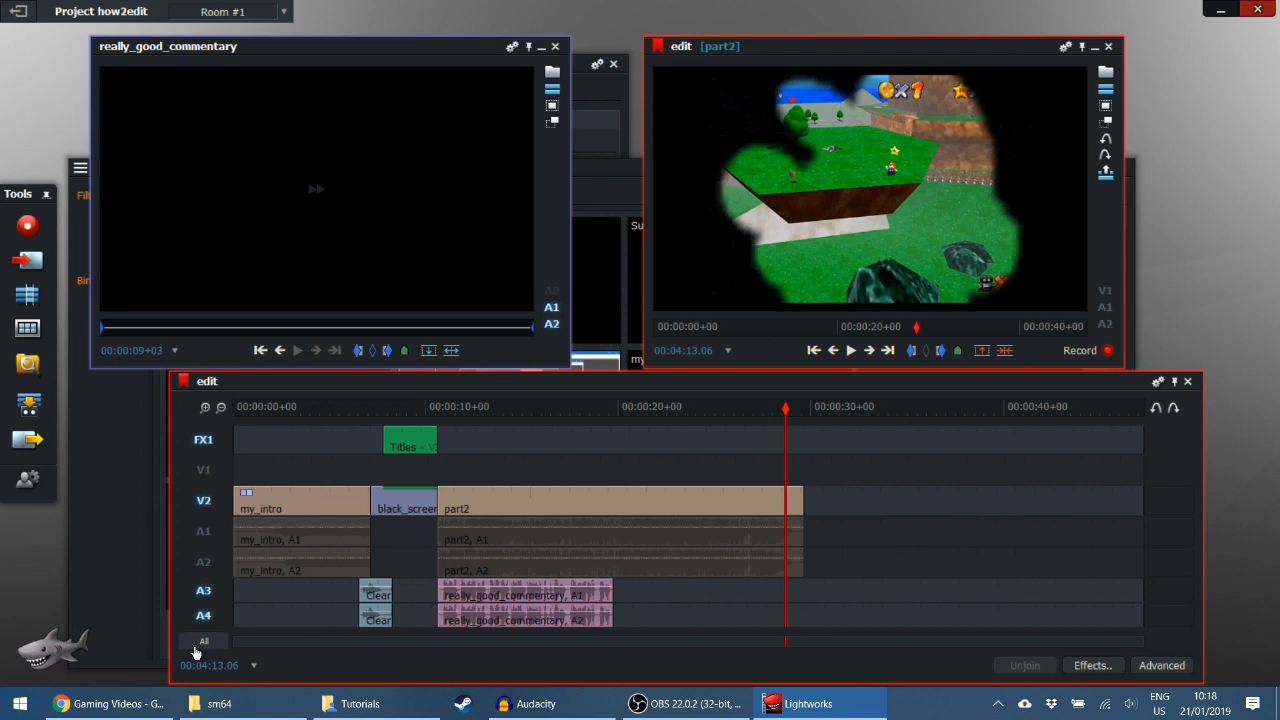 Project how2edit
Room #1
really_good_commentary
edit [part2]
Tools
Filt
Su
Bin
my_
A0
A1
A2
V1
A1
A2
00:00:00+00
00:00:20+00
00:00:40+00
00:00:09+03
00:04:13.06
Record
edit
00:00:00+00
00:00:10+00
00:00:20+00
00:00:30+00
00:00:40+00
FX1
Titles
V1
V2
my_intro
black_screen
part2
A1
my_intro, A1
part2, A1
A2
my_intro, A2
part2, A2
A3
Clear
really_good_commentary, A1
A4
Clear
really_good_commentary, A2
All
00:04:13.06
Unjoin
Effects..
Advanced
Gaming Videos - G...
sm64
Tutorials
Audacity
OBS 22.0.2 (32-bit, ...
Lightworks
ENG
US
10:18
21/01/2019